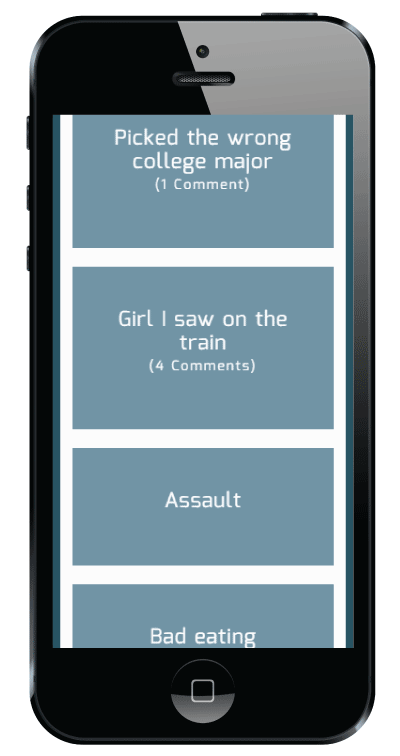 Picked the wrong
college major
(1 Comment)
Girl I saw on the
train
(4 Comments)
Assault
Bad eating